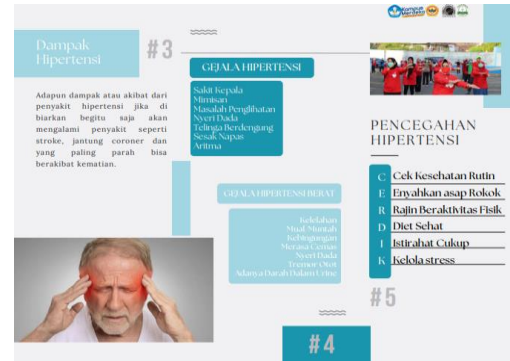 Kampus
Merdeka
Dampak
Hipertensi
#3
Adapun dampak atau akibat dari
penyakit hipertensi jika di
biarkan begitu saja akan
mengalami penyakit seperti
stroke, jantung coroner dan
yang paling parah bisa
berakibat kematian.
GEJALA HIPERTENSI
Sakit Kepala
Mimisan
Masalah Penglihatan
Nyeri Dada
Telinga Berdengung
Sesak Napas
Aritma
GEJALA HIPERTENSI BERAT
Kelelahan
Mual Muntah
Kebingungan
Merasa Cemas
Nyeri Dada
Tremor Otot
Adanya Darah Dalam Urine
#4
PENCEGAHAN
HIPERTENSI
C Cek Kesehatan Rutin
E Enyahkan asap Rokok
R Rajin Beraktivitas Fisik
D Diet Sehat
I Istirahat Cukup
K Kelola stress
#5